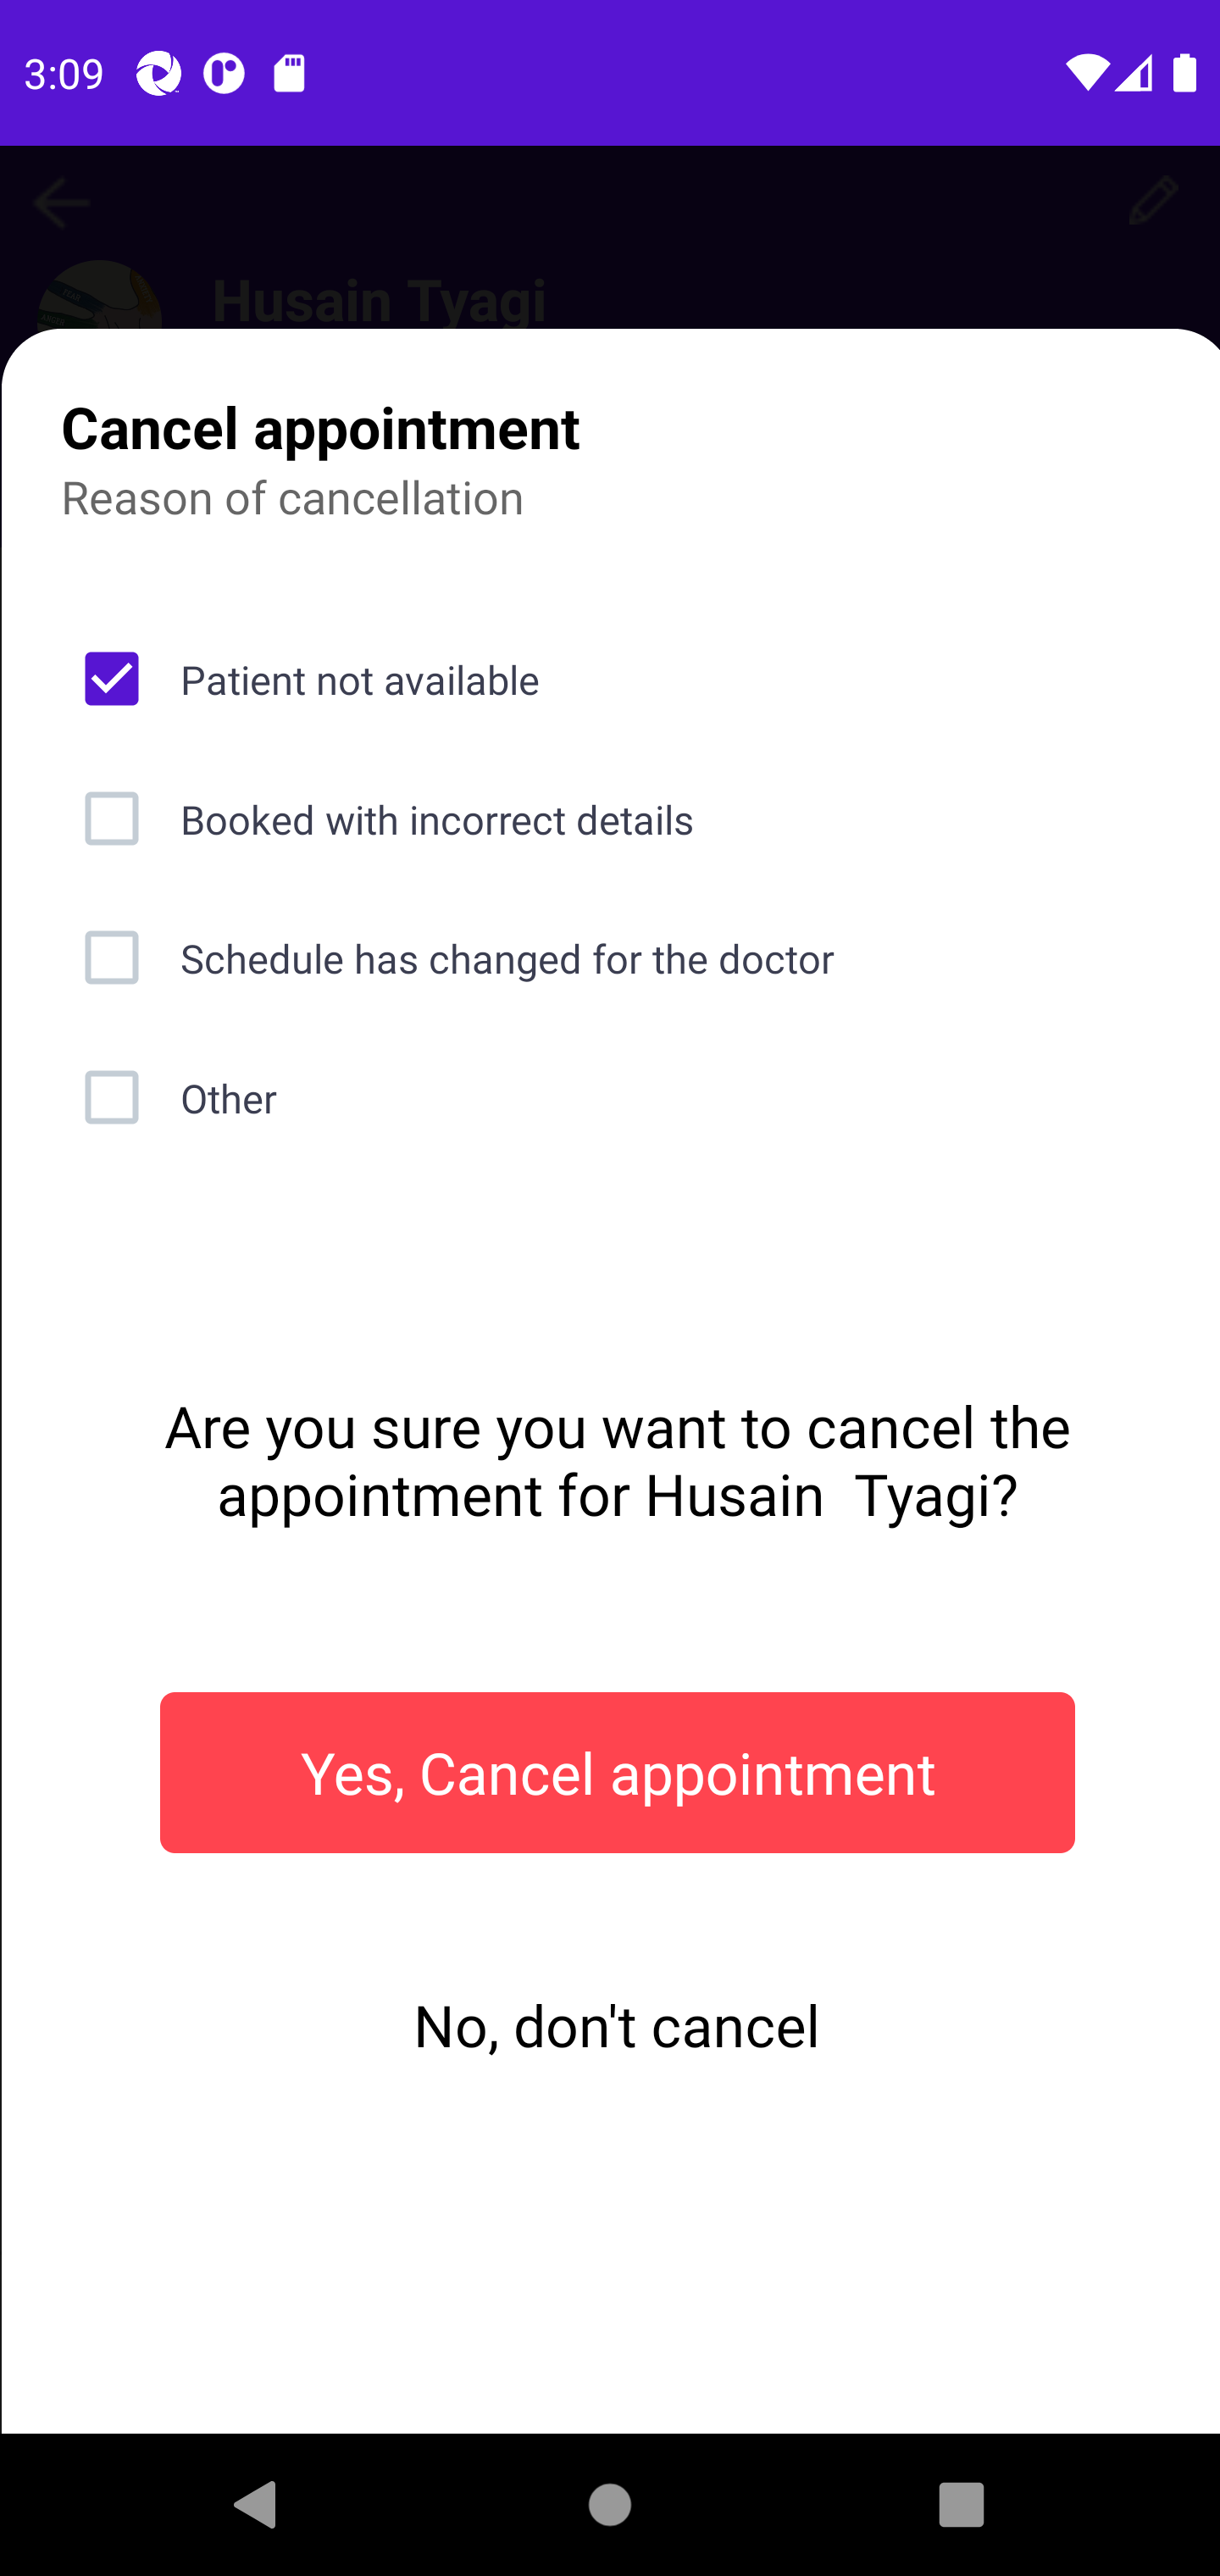 3:09
Husain Tyagi
Cancel appointment
Reason of cancellation
Patient not available
Booked with incorrect details
Schedule has changed for the doctor
Other
Are you sure you want to cancel the
appointment for Husain  Tyagi?
Yes, Cancel appointment
No, don't cancel